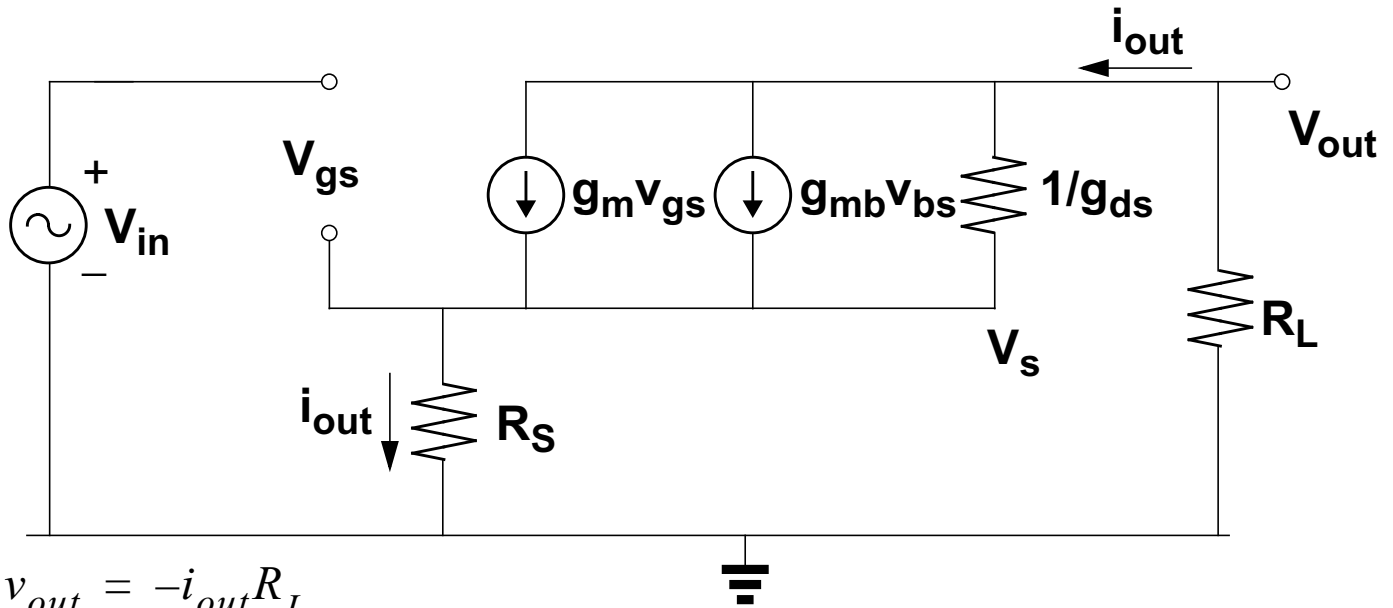 i_out
V_gs
V_out
+
V_in
–
g_m v_gs
g_mb v_bs
1/g_ds
R_L
V_s
i_out
R_S
v_out = –i_out R_L